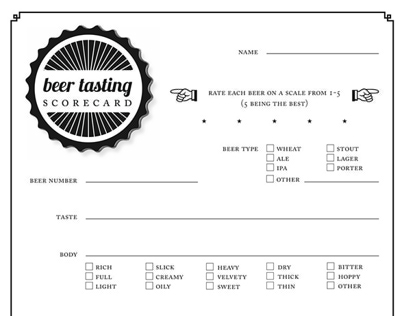 beer tasting
SCORECARD
NAME
RATE EACH BEER ON A SCALE FROM 1-5
(5 BEING THE BEST)
BEER TYPE
WHEAT STOUT
ALE LAGER
IPA PORTER
OTHER
BEER NUMBER
TASTE
BODY
RICH SLICK HEAVY DRY BITTER
FULL CREAMY VELVETY THICK HOPPY
LIGHT OILY SWEET THIN OTHER